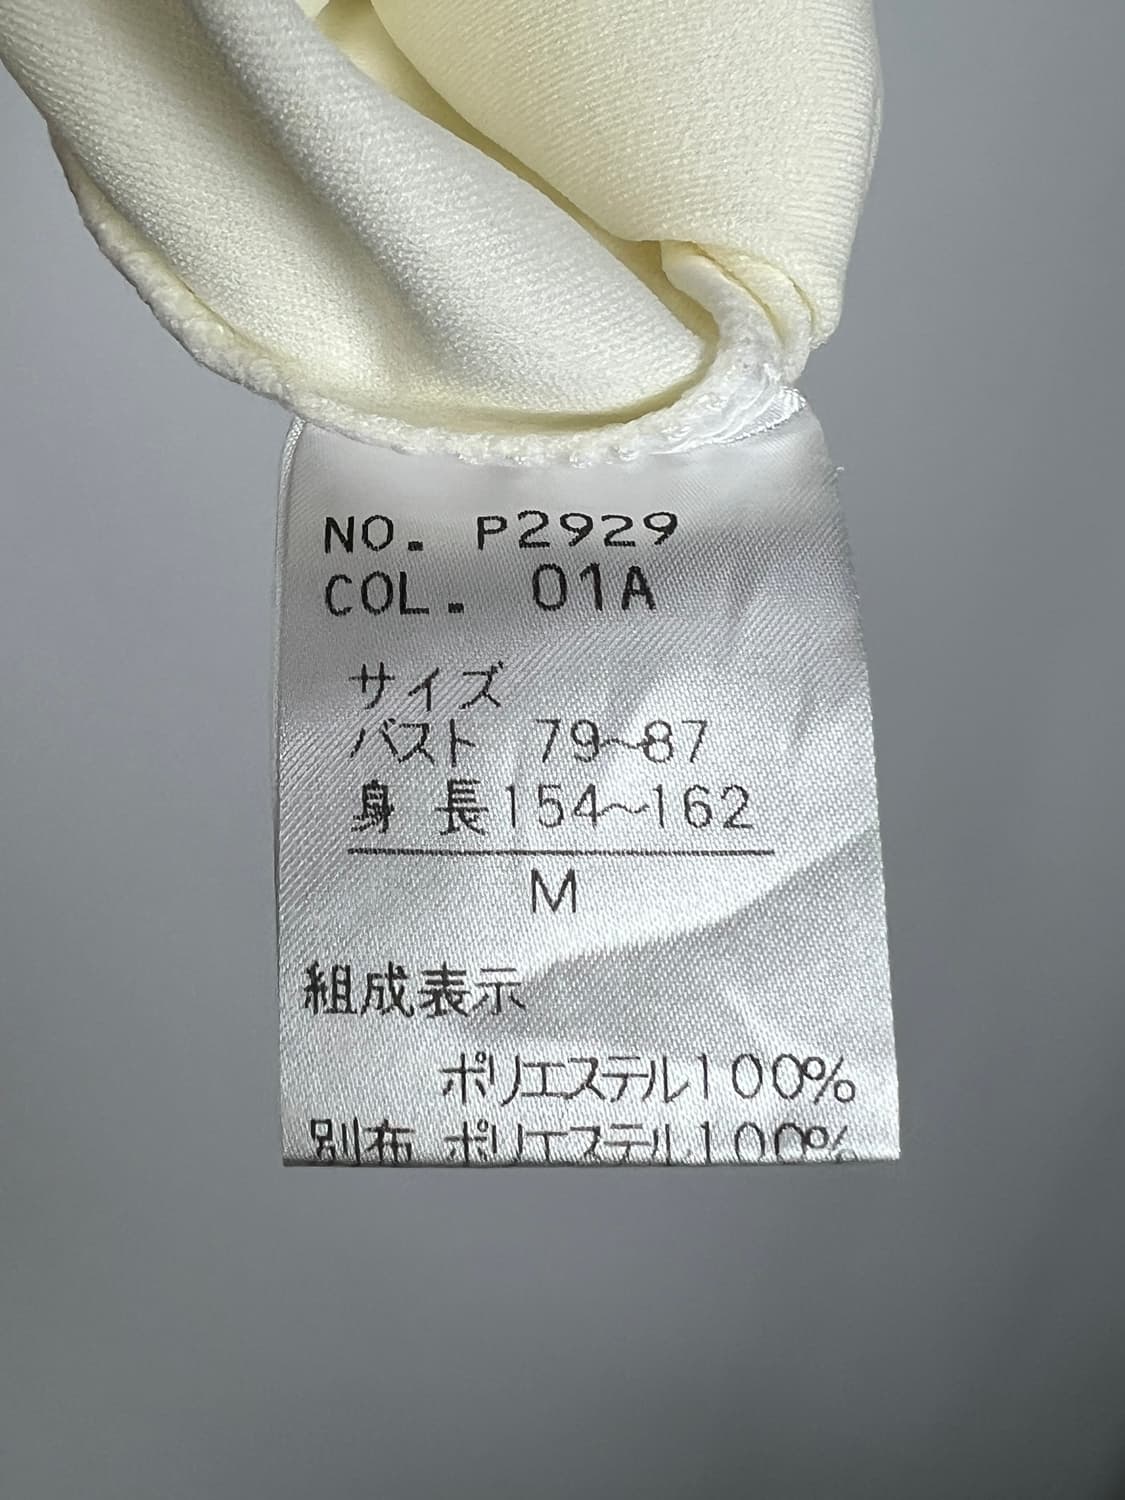 NO. P2929
COL. 01A
サイズ
バスト 79~87
身 長154~162
M
組成表示
ポリエステル100%
別布 ポリエステル100%